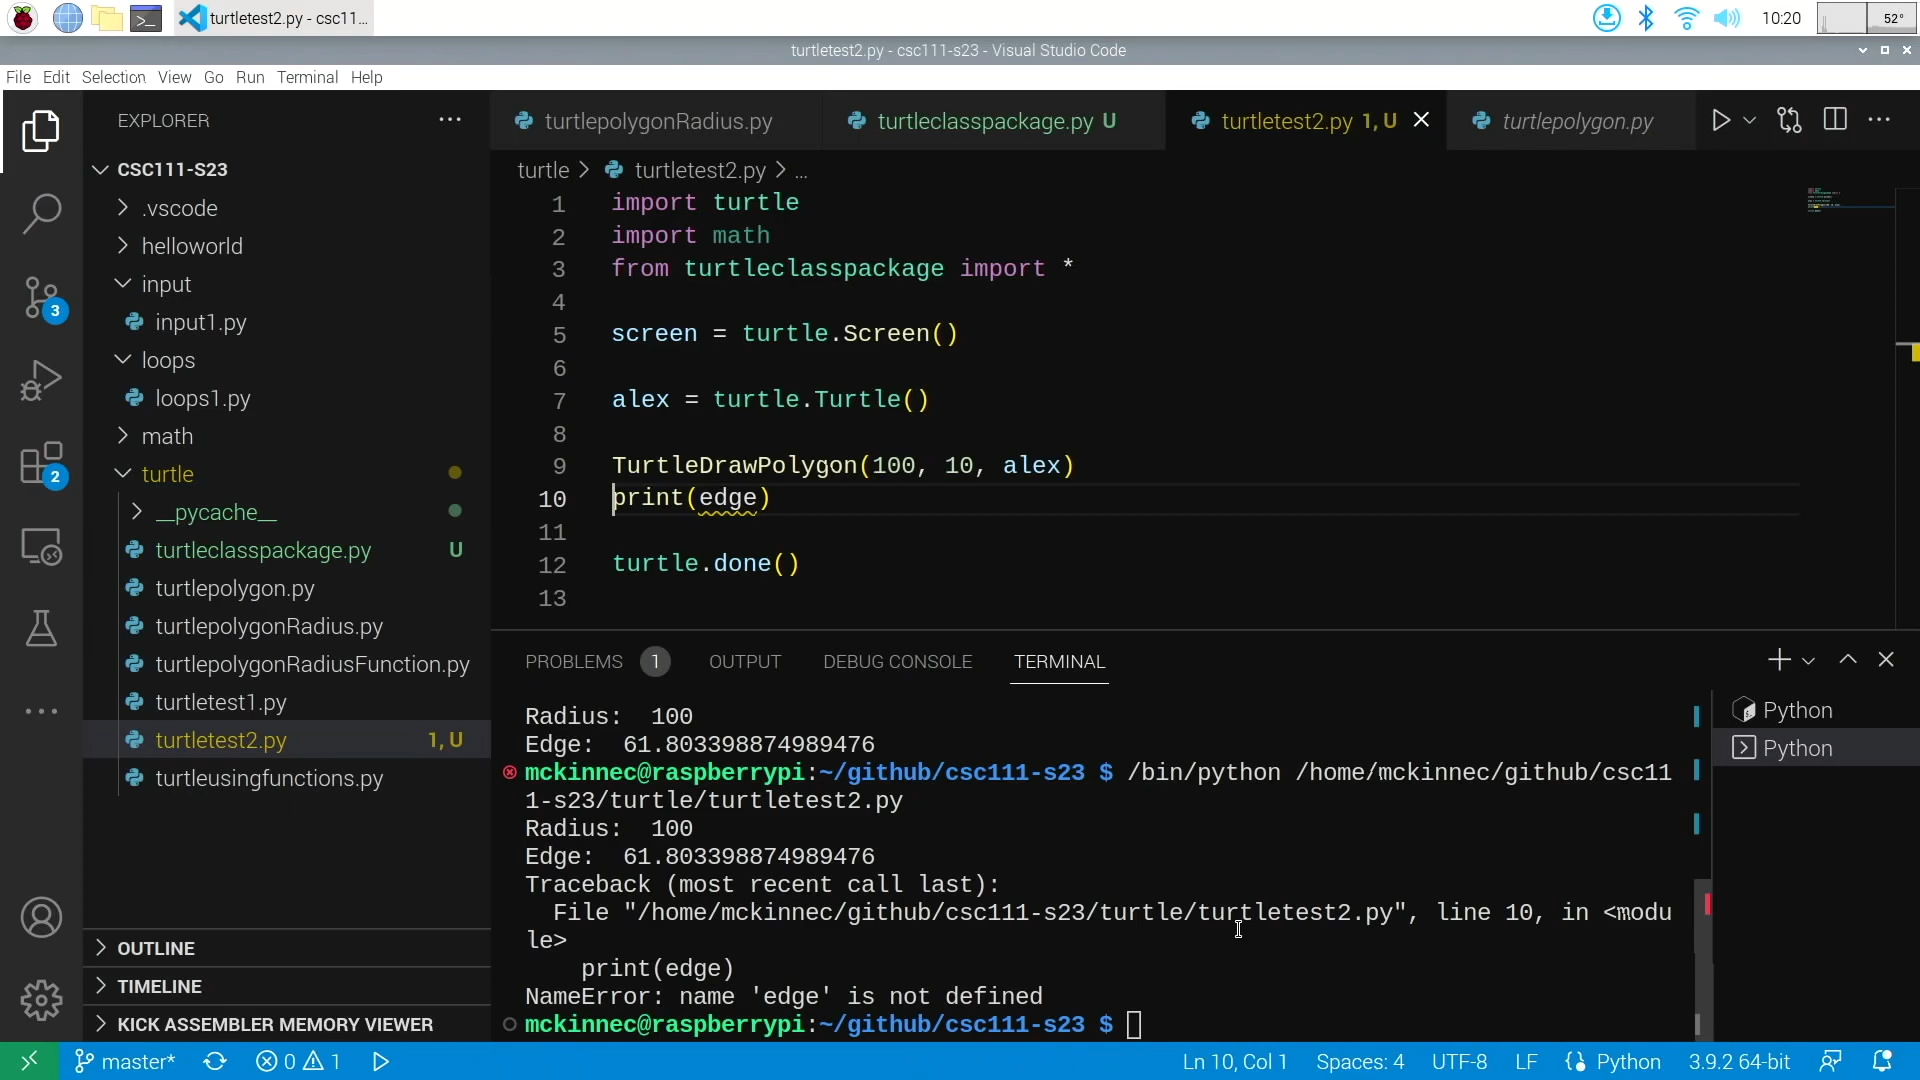 turtletest2.py - csc11...
10:20
52°
turtletest2.py - csc111-s23 - Visual Studio Code
File Edit Selection View Go Run Terminal Help
EXPLORER
turtlepolygonRadius.py
turtleclasspackage.py U
turtletest2.py 1, U
turtlepolygon.py
turtle > turtletest2.py > ...
CSC111-S23
.vscode
helloworld
input
input1.py
loops
loops1.py
math
turtle
__pycache__
turtleclasspackage.py U
turtlepolygon.py
turtlepolygonRadius.py
turtlepolygonRadiusFunction.py
turtletest1.py
turtletest2.py 1, U
turtleusingfunctions.py
OUTLINE
TIMELINE
KICK ASSEMBLER MEMORY VIEWER
3
2
1 import turtle
2 import math
3 from turtleclasspackage import *
4
5 screen = turtle.Screen()
6
7 alex = turtle.Turtle()
8
9 TurtleDrawPolygon(100, 10, alex)
10 print(edge)
11
12 turtle.done()
13
PROBLEMS 1 OUTPUT DEBUG CONSOLE TERMINAL
Radius:  100
Edge:  61.803398874989476
mckinnec@raspberrypi:~/github/csc111-s23 $ /bin/python /home/mckinnec/github/csc11
1-s23/turtle/turtletest2.py
Radius:  100
Edge:  61.803398874989476
Traceback (most recent call last):
  File "/home/mckinnec/github/csc111-s23/turtle/turtletest2.py", line 10, in <modu
le>
    print(edge)
NameError: name 'edge' is not defined
mckinnec@raspberrypi:~/github/csc111-s23 $
Python
Python
master* 0 1 Ln 10, Col 1 Spaces: 4 UTF-8 LF Python 3.9.2 64-bit